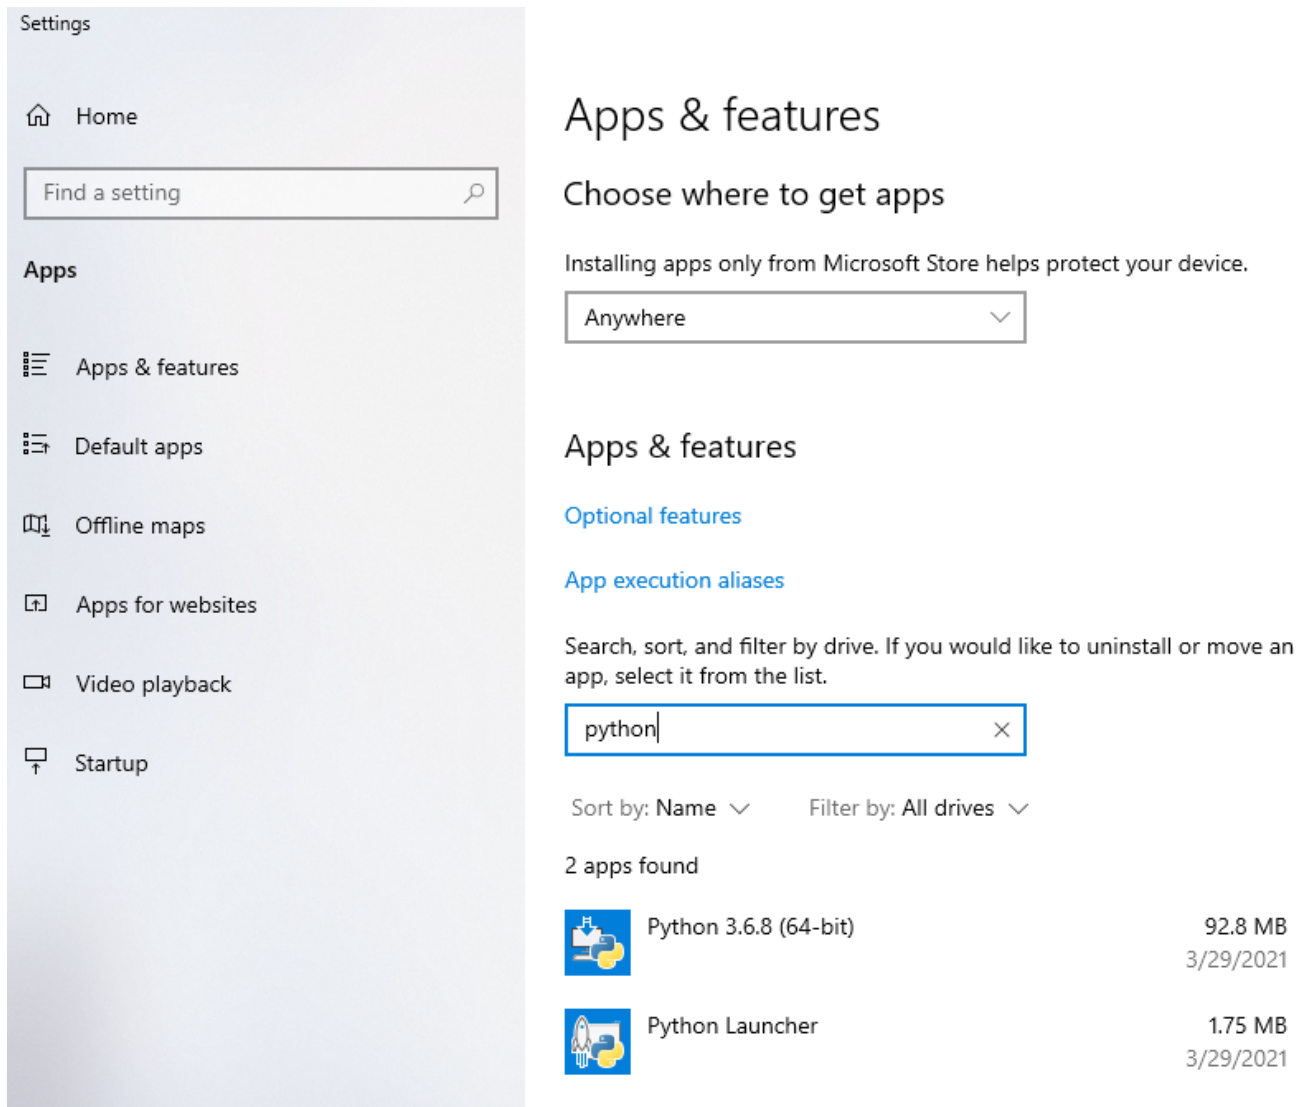 Settings
Home
Find a setting
Apps
Apps & features
Default apps
Offline maps
Apps for websites
Video playback
Startup
Apps & features
Choose where to get apps
Installing apps only from Microsoft Store helps protect your device.
Anywhere
Apps & features
Optional features
App execution aliases
Search, sort, and filter by drive. If you would like to uninstall or move an
app, select it from the list.
python
Sort by: Name
Filter by: All drives
2 apps found
Python 3.6.8 (64-bit)
92.8 MB
3/29/2021
Python Launcher
1.75 MB
3/29/2021